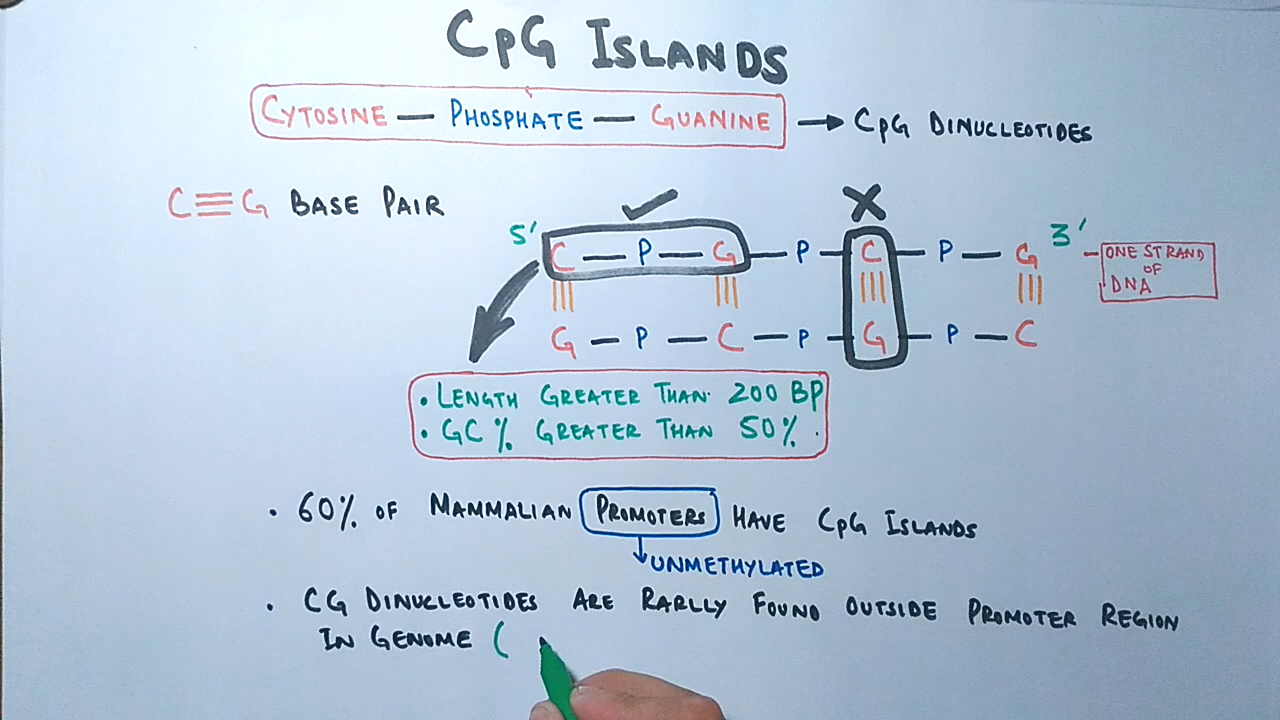 CpG ISLANDS
CYTOSINE — PHOSPHATE — GUANINE → CpG DINUCLEOTIDES
C≡G BASE PAIR
5' C — P — G — P — C — P — G 3' - ONE STRAND
OF
DNA
G — P — C — P — G — P — C
• LENGTH GREATER THAN 200 BP
• GC % GREATER THAN 50%.
• 60% OF MAMMALIAN PROMOTERS HAVE CpG ISLANDS
UNMETHYLATED
• CG DINUCLEOTIDES ARE RARLLY FOUND OUTSIDE PROMOTER REGION
IN GENOME (